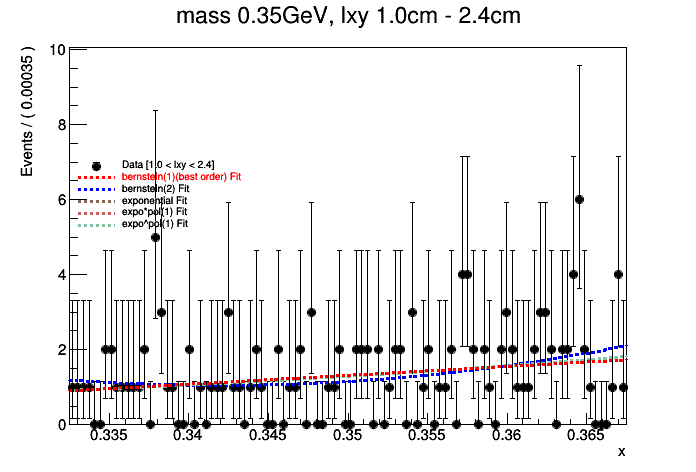 mass 0.35GeV, lxy 1.0cm - 2.4cm
Events / ( 0.00035 )
10
8
6
4
2
0
Data [1.0 < lxy < 2.4]
bernstein(1)(best order) Fit
bernstein(2) Fit
exponential Fit
expo*pol(1) Fit
expo^pol(1) Fit
0.335 0.34 0.345 0.35 0.355 0.36 0.365
x